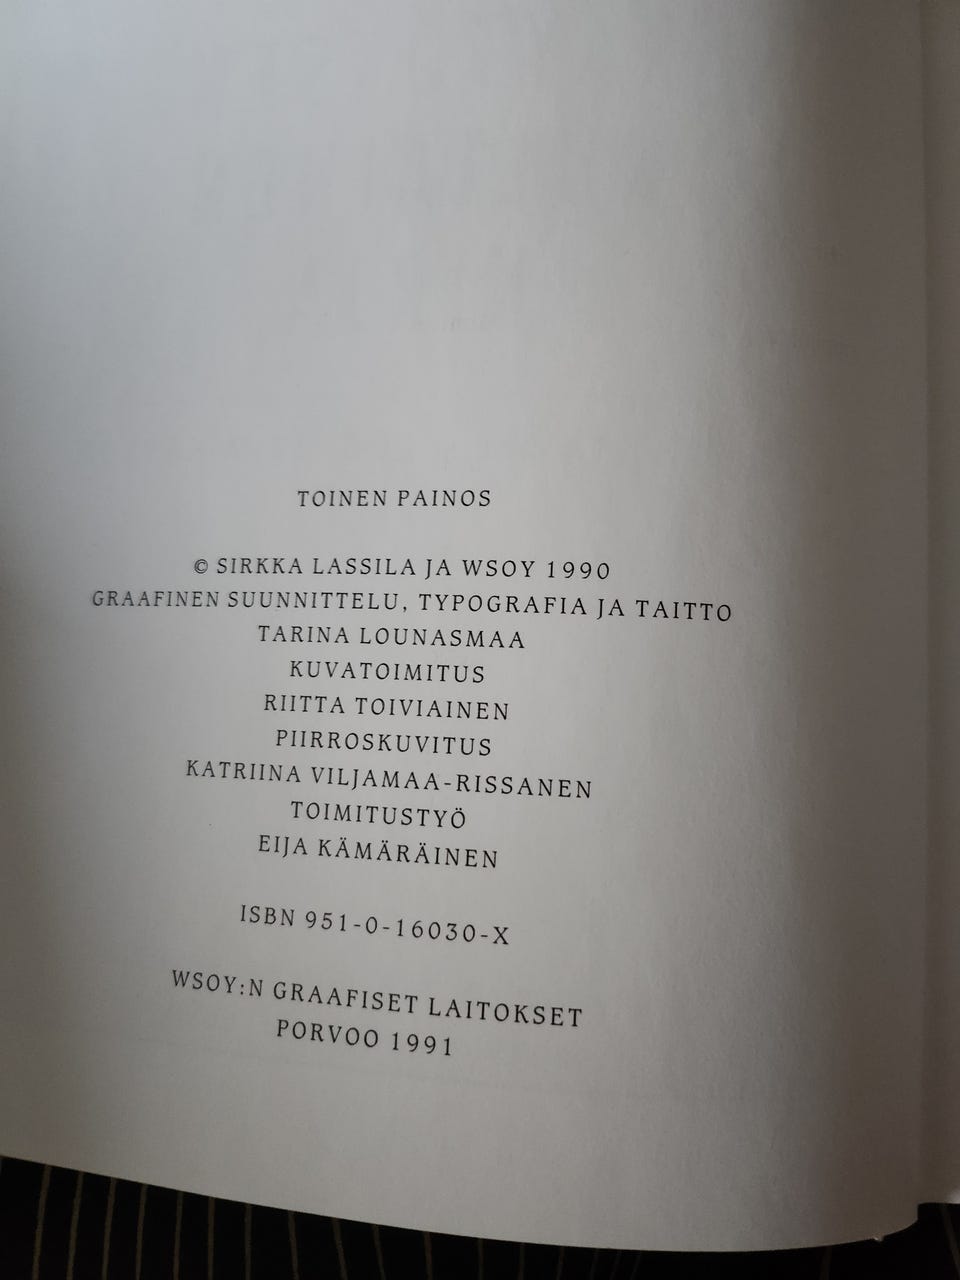 TOINEN PAINOS
© SIRKKA LASSILA JA WSOY 1990
GRAAFINEN SUUNNITTELU, TYPOGRAFIA JA TAITTO
TARINA LOUNASMAA
KUVATOIMITUS
RIITTA TOIVIAINEN
PIIRROSKUVITUS
KATRIINA VILJAMAA-RISSANEN
TOIMITUSTYÖ
EIJA KÄMÄRÄINEN
ISBN 951-0-16030-X
WSOY:N GRAAFISET LAITOKSET
PORVOO 1991